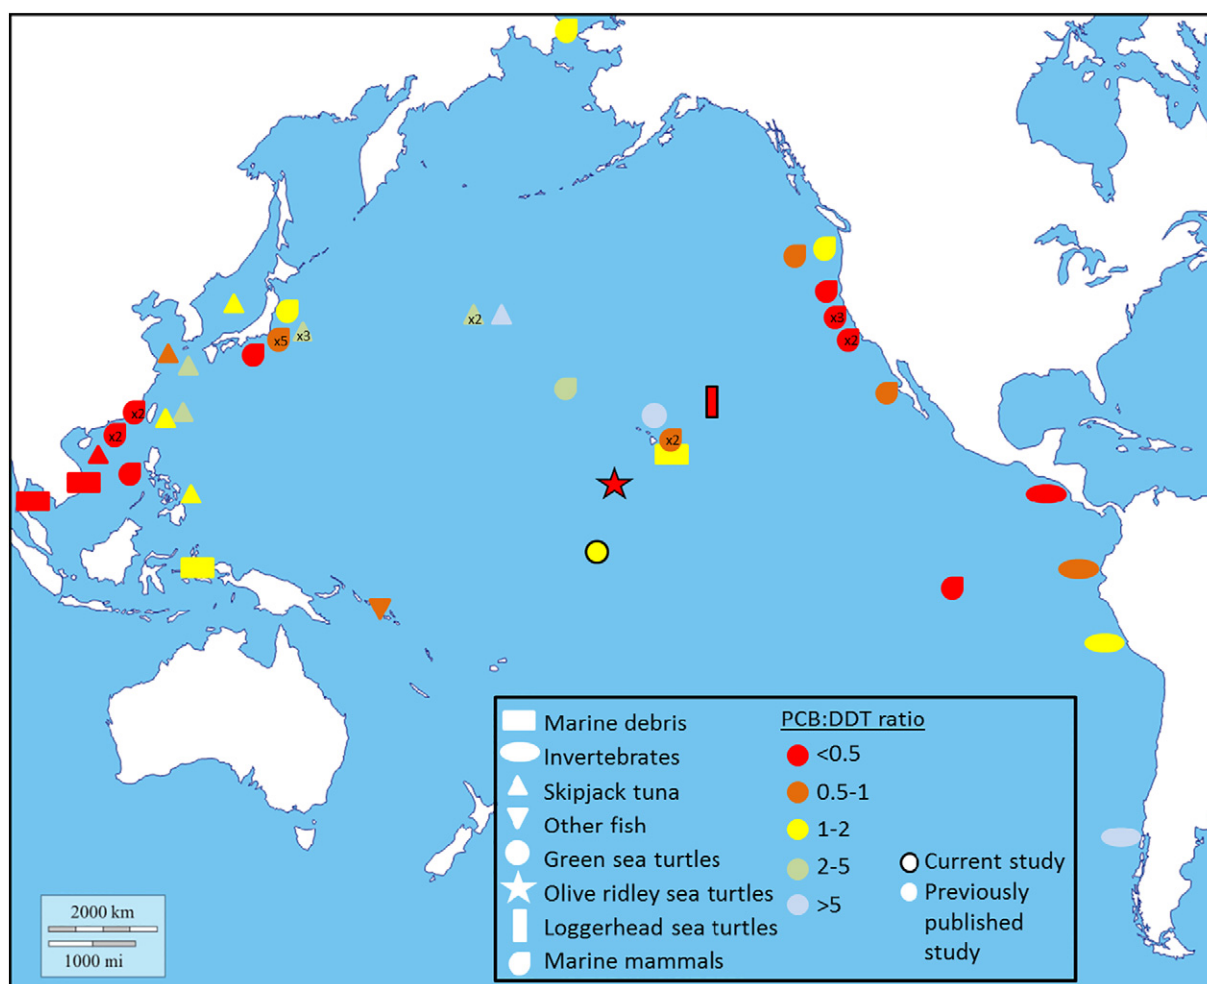 x2
x5
x3
x3
x2
x2
x2
x2
Marine debris
Invertebrates
Skipjack tuna
Other fish
Green sea turtles
Olive ridley sea turtles
Loggerhead sea turtles
Marine mammals
PCB:DDT ratio
<0.5
0.5-1
1-2
2-5
>5
Current study
Previously
published
study
2000 km
1000 mi